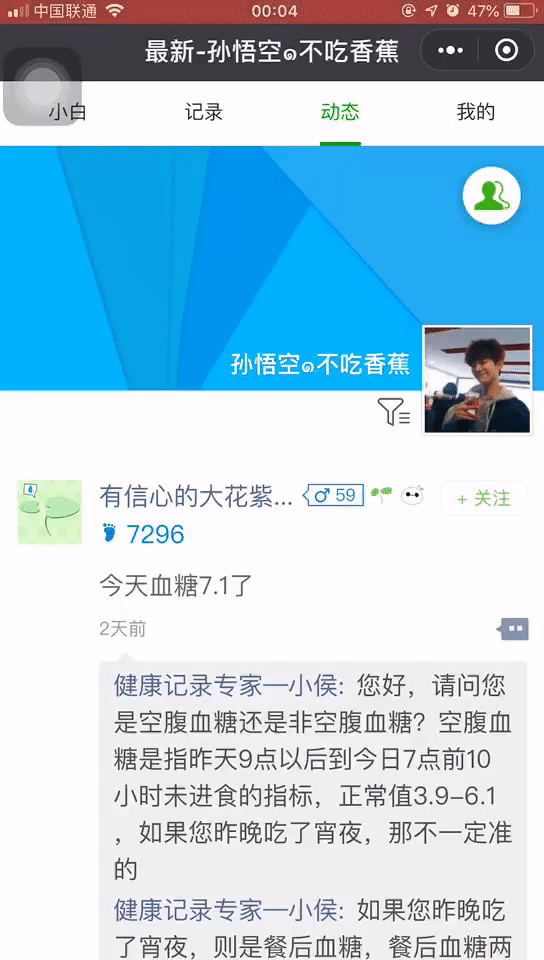 中国联通 00:04 47%
最新-孙悟空๑不吃香蕉
小白 记录 动态 我的
孙悟空๑不吃香蕉
有信心的大花紫... ♂ 59 + 关注
7296
今天血糖7.1了
2天前
健康记录专家一小侯: 您好，请问您
是空腹血糖还是非空腹血糖？空腹血
糖是指昨天9点以后到今日7点前10
小时未进食的指标，正常值3.9-6.1
，如果您昨晚吃了宵夜，那不一定准
的
健康记录专家一小侯: 如果您昨晚吃
了宵夜，则是餐后血糖，餐后血糖两